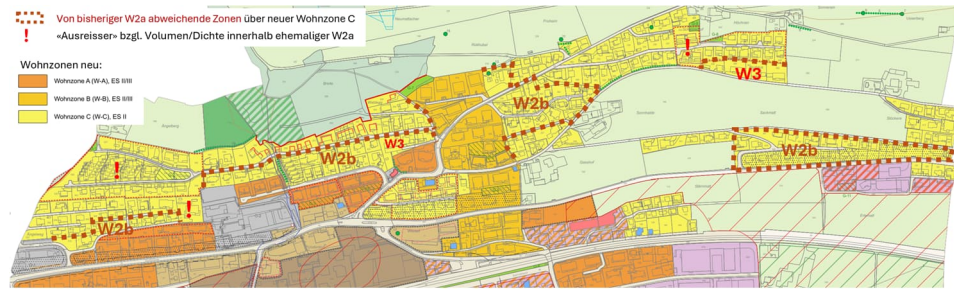 Von bisheriger W2a abweichende Zonen über neuer Wohnzone C
! «Ausreisser» bzgl. Volumen/Dichte innerhalb ehemaliger W2a
Wohnzonen neu:
Wohnzone A (W-A), ES II/III
Wohnzone B (W-B), ES II/III
Wohnzone C (W-C), ES II
!
W3
W2b
W3
W2b
W2b
!
!
W2b